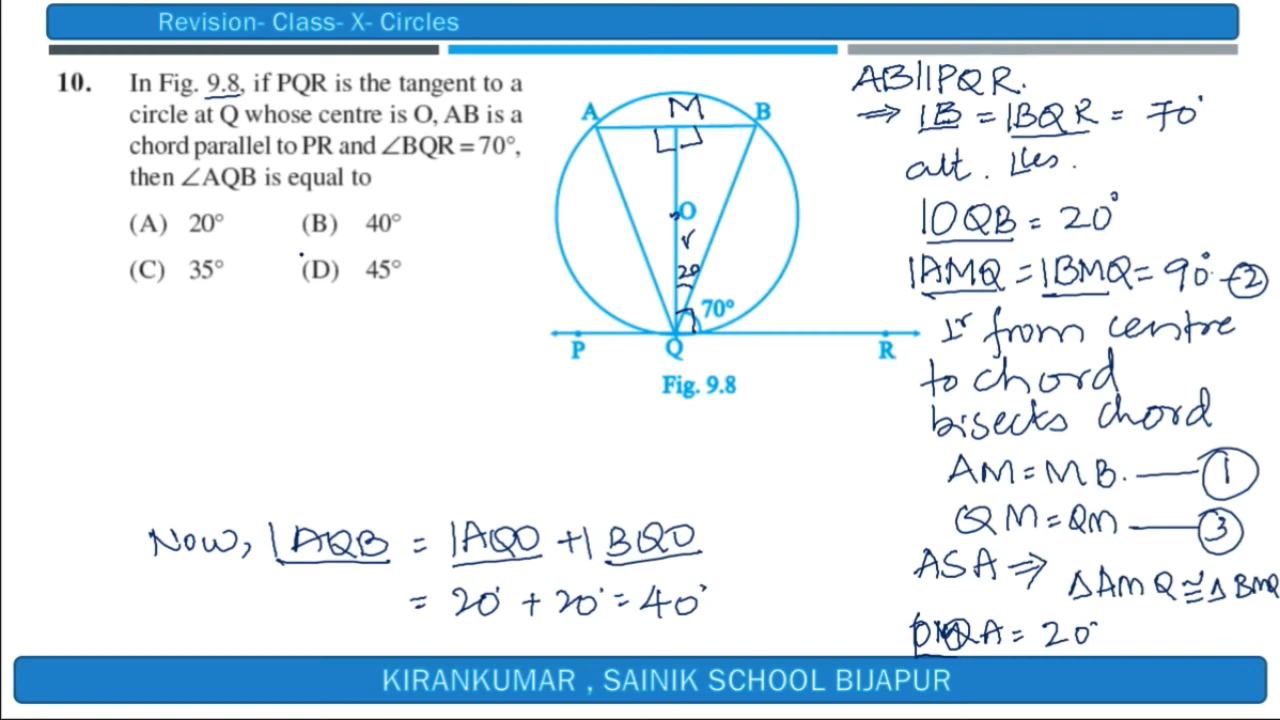 Revision- Class- X- Circles
10. In Fig. 9.8, if PQR is the tangent to a
circle at Q whose centre is O, AB is a
chord parallel to PR and ∠BQR = 70°,
then ∠AQB is equal to
(A) 20° (B) 40°
(C) 35° (D) 45°
A M B
O
r
20
70°
P Q R
Fig. 9.8
AB||PQR.
⇒ ∠B = ∠BQR = 70°
alt. ∠les.
∠OQB = 20°
∠AMQ = ∠BMQ = 90° - ②
⊥r from centre
to chord
bisects chord
AM = MB. — ①
QM = QM — ③
ASA ⇒ ΔAMQ ≅ ΔBMQ
QA = 20°
Now, ∠AQB = ∠AQO + ∠BQO
= 20° + 20° = 40°
KIRANKUMAR , SAINIK SCHOOL BIJAPUR